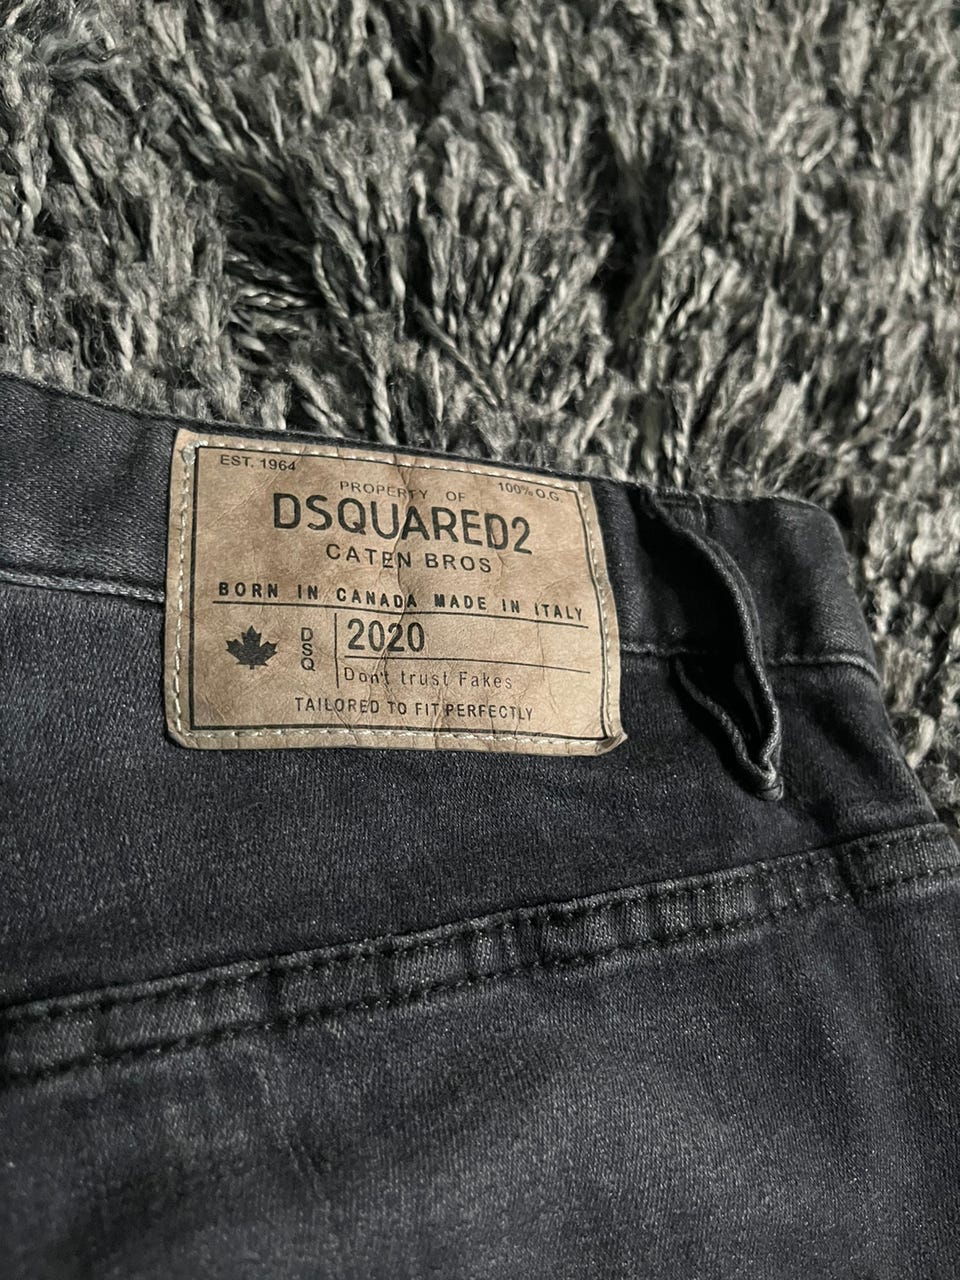 EST. 1964
100% O.G.
PROPERTY OF
DSQUARED2
CATEN BROS
BORN IN CANADA MADE IN ITALY
DSQ
2020
Don't trust Fakes
TAILORED TO FIT PERFECTLY